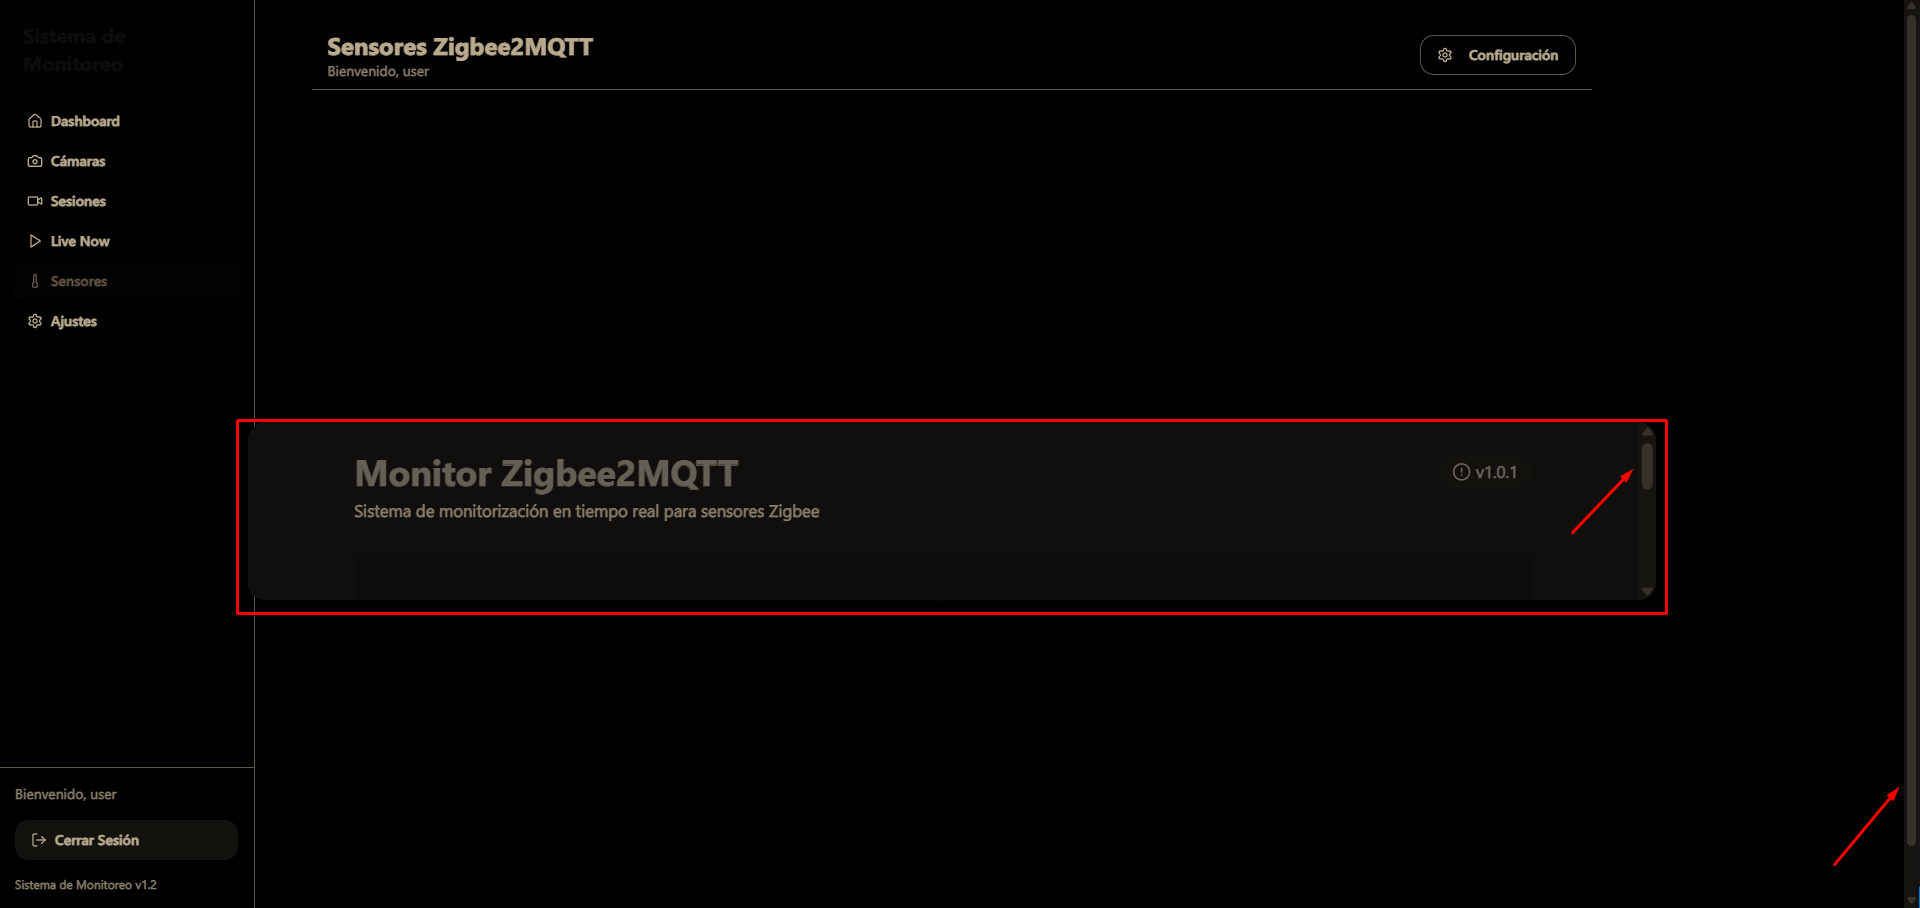 Sistema de
Monitoreo
Dashboard
Cámaras
Sesiones
Live Now
Sensores
Ajustes
Bienvenido, user
Cerrar Sesión
Sistema de Monitoreo v1.2
Sensores Zigbee2MQTT
Bienvenido, user
Configuración
Monitor Zigbee2MQTT
v1.0.1
Sistema de monitorización en tiempo real para sensores Zigbee